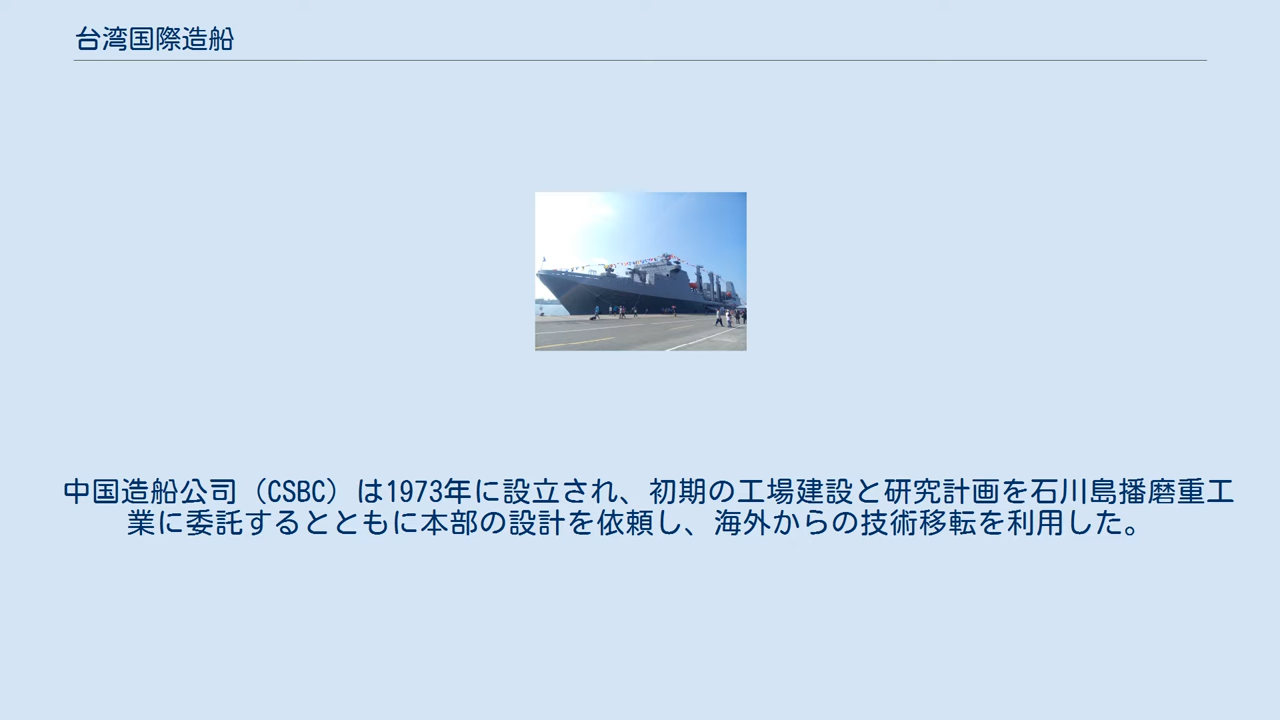 台湾国際造船
中国造船公司（CSBC）は1973年に設立され、初期の工場建設と研究計画を石川島播磨重工
業に委託するとともに本部の設計を依頼し、海外からの技術移転を利用した。